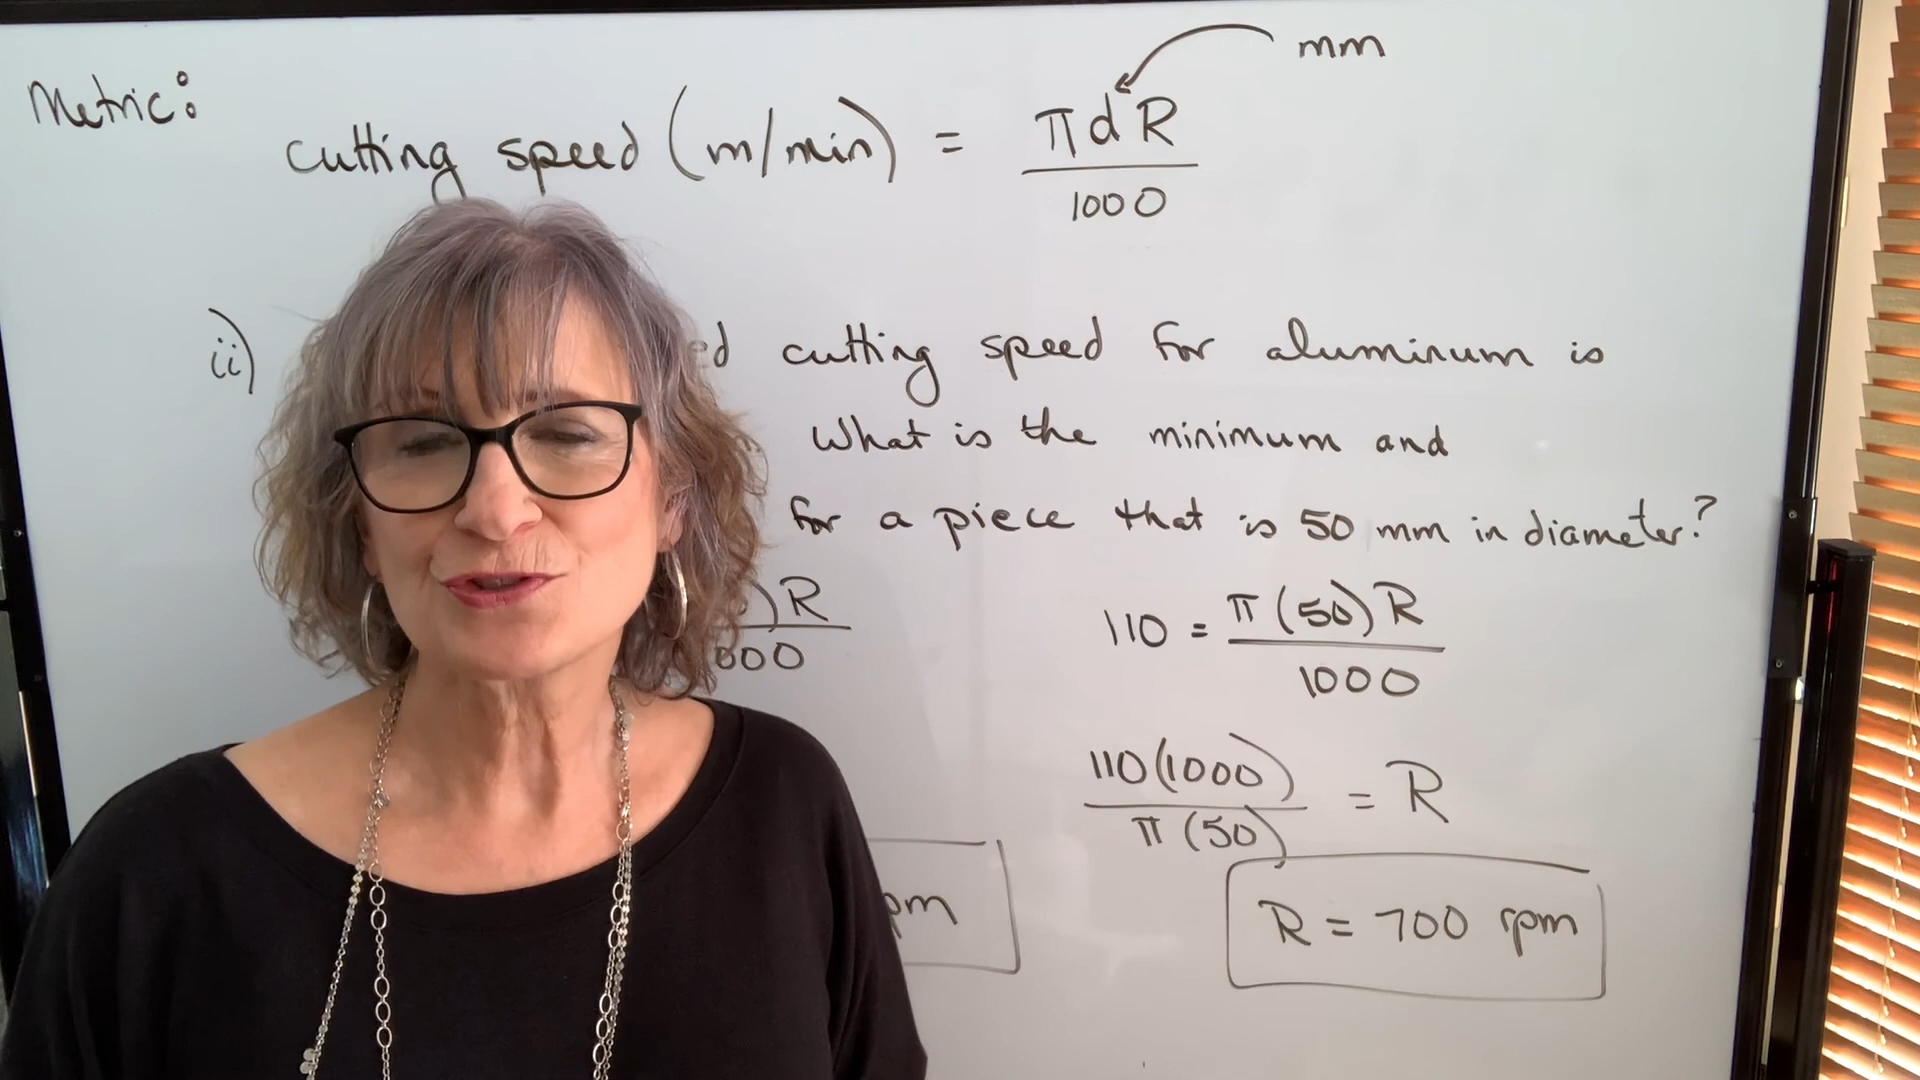 mm
Metric:
cutting speed (m/min) = πdR / 1000
ii) cutting speed for aluminum is
What is the minimum and
for a piece that is 50 mm in diameter?
)R / 000
110 = π(50)R / 1000
110(1000) / π(50) = R
pm
R = 700 rpm